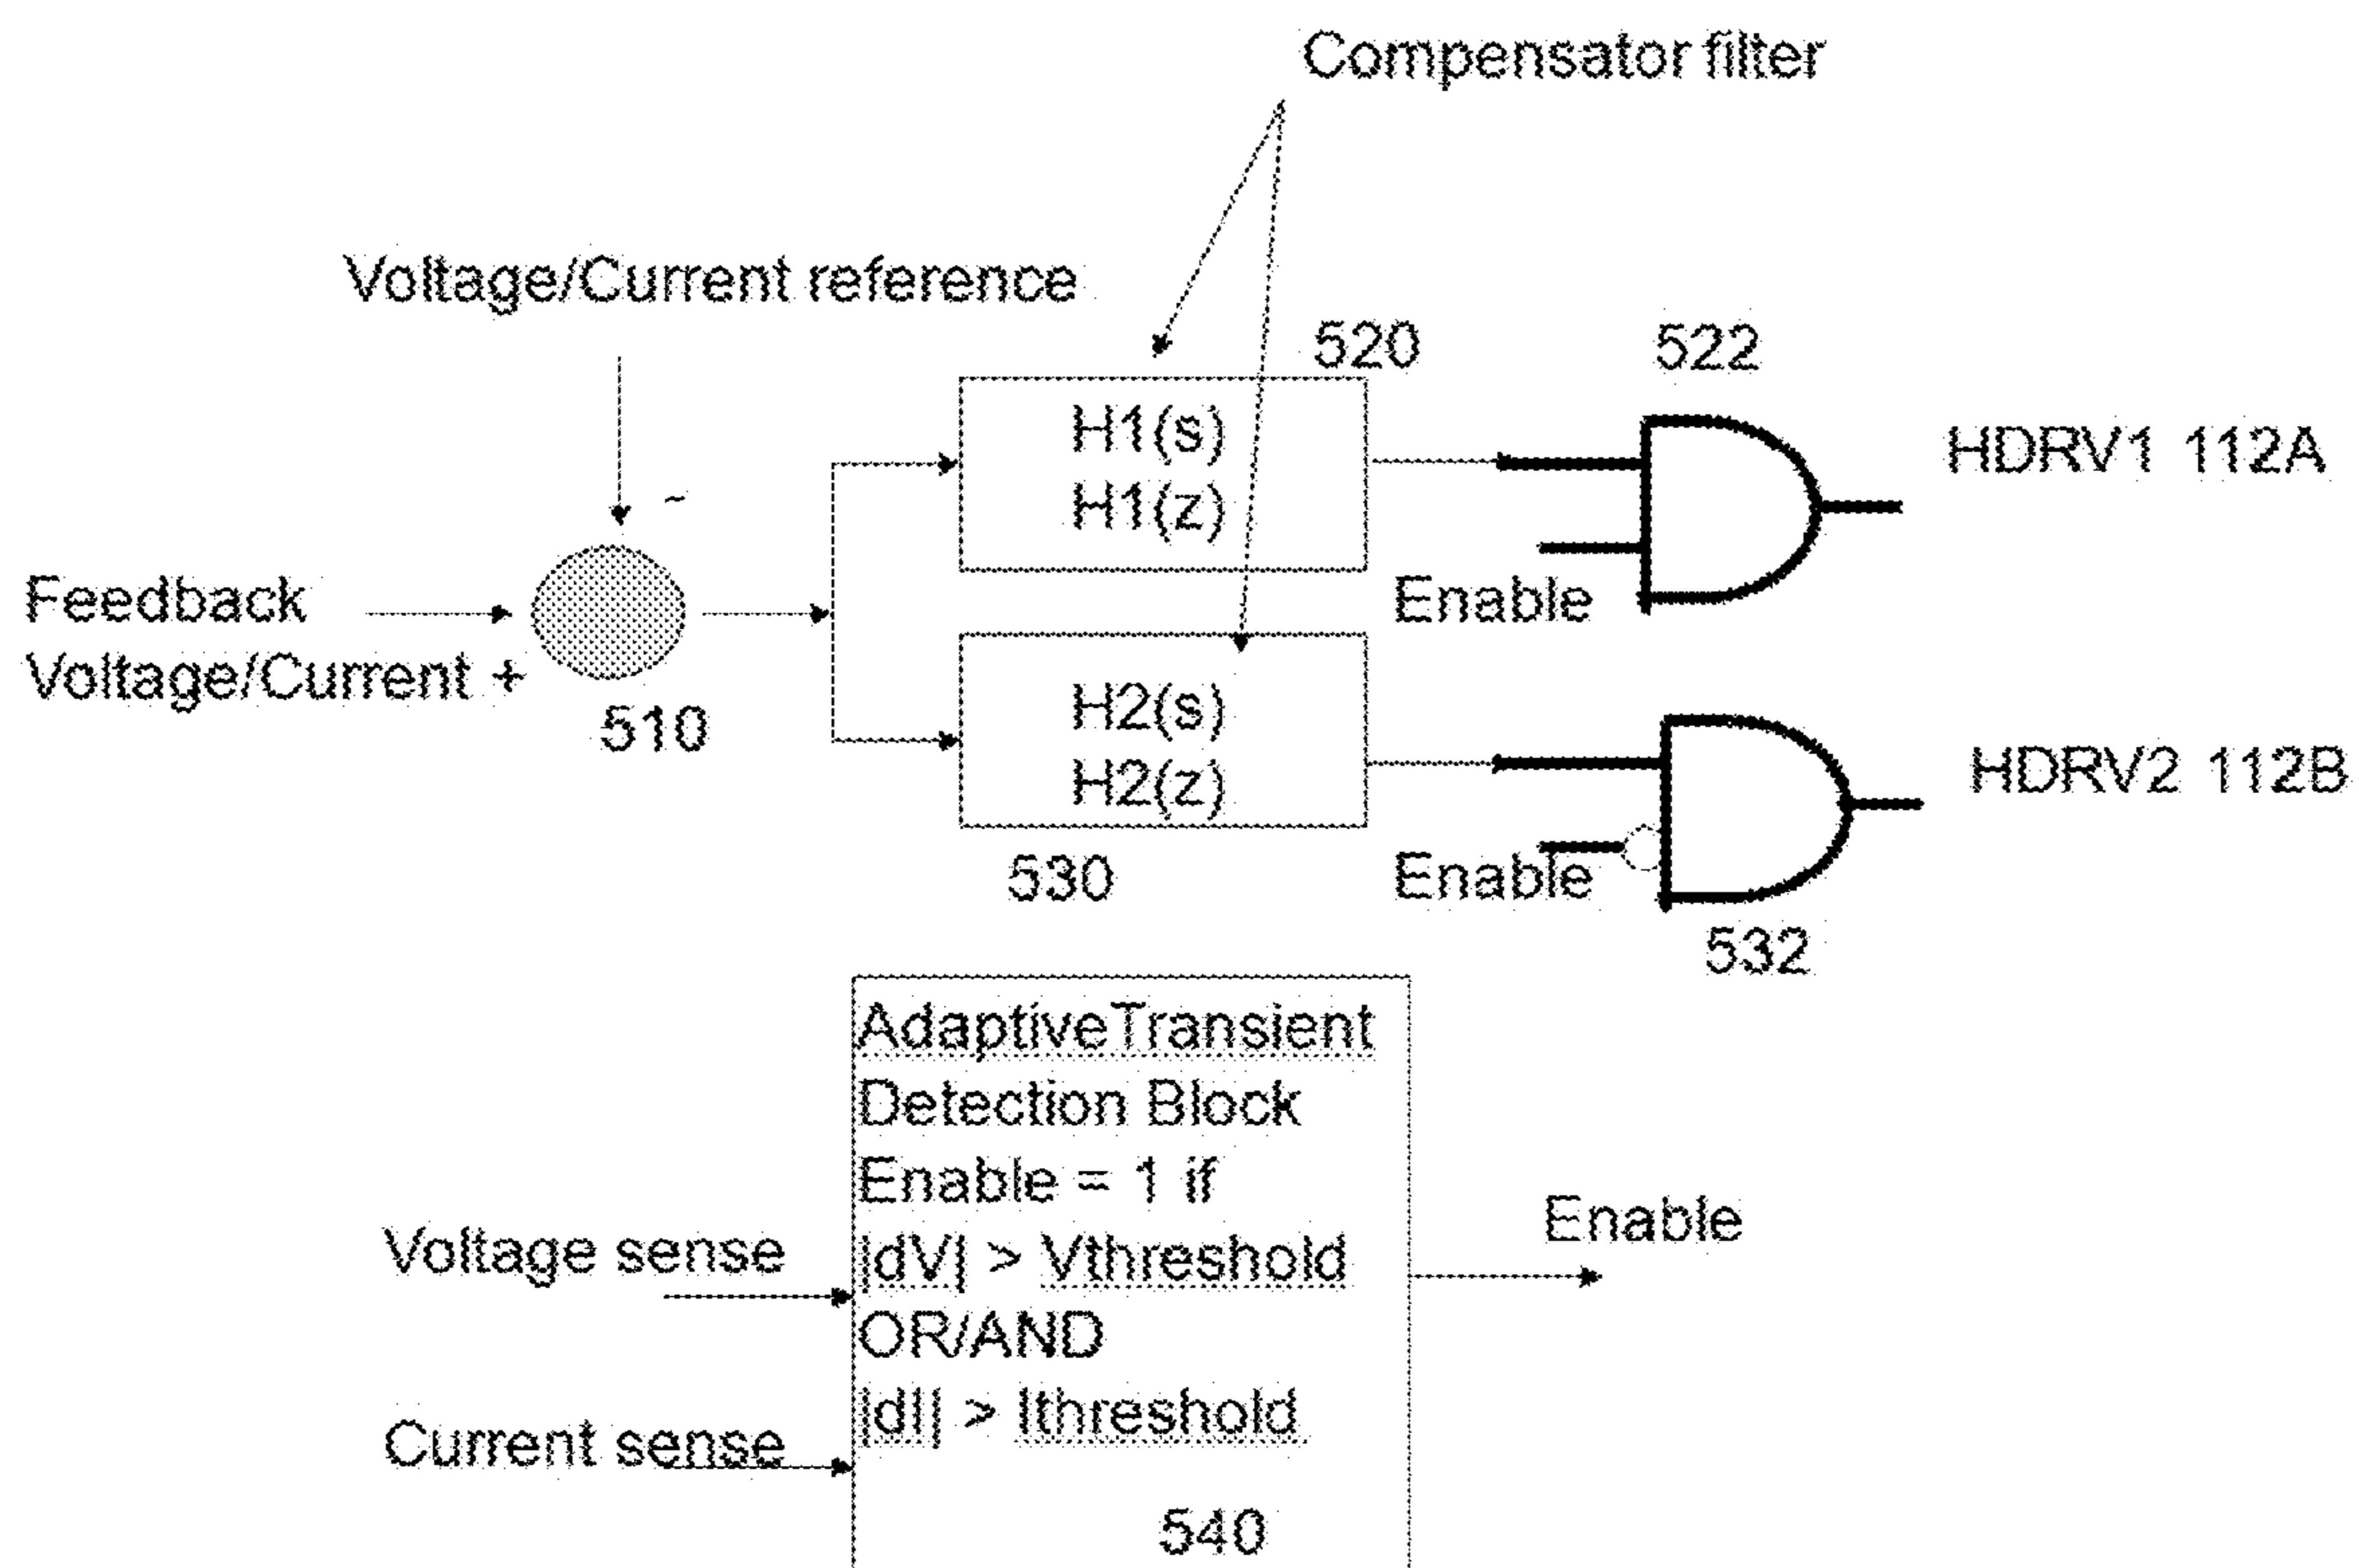 Compensator filter
Voltage/Current reference
520
522
H1(s)
H1(z)
HDRV1 112A
-
Feedback
Voltage/Current +
510
Enable
H2(s)
H2(z)
HDRV2 112B
530
Enable
532
AdaptiveTransient
Detection Block
Enable = 1 if
|dV| > Vthreshold
OR/AND
|dI| > Ithreshold
540
Voltage sense
Current sense
Enable